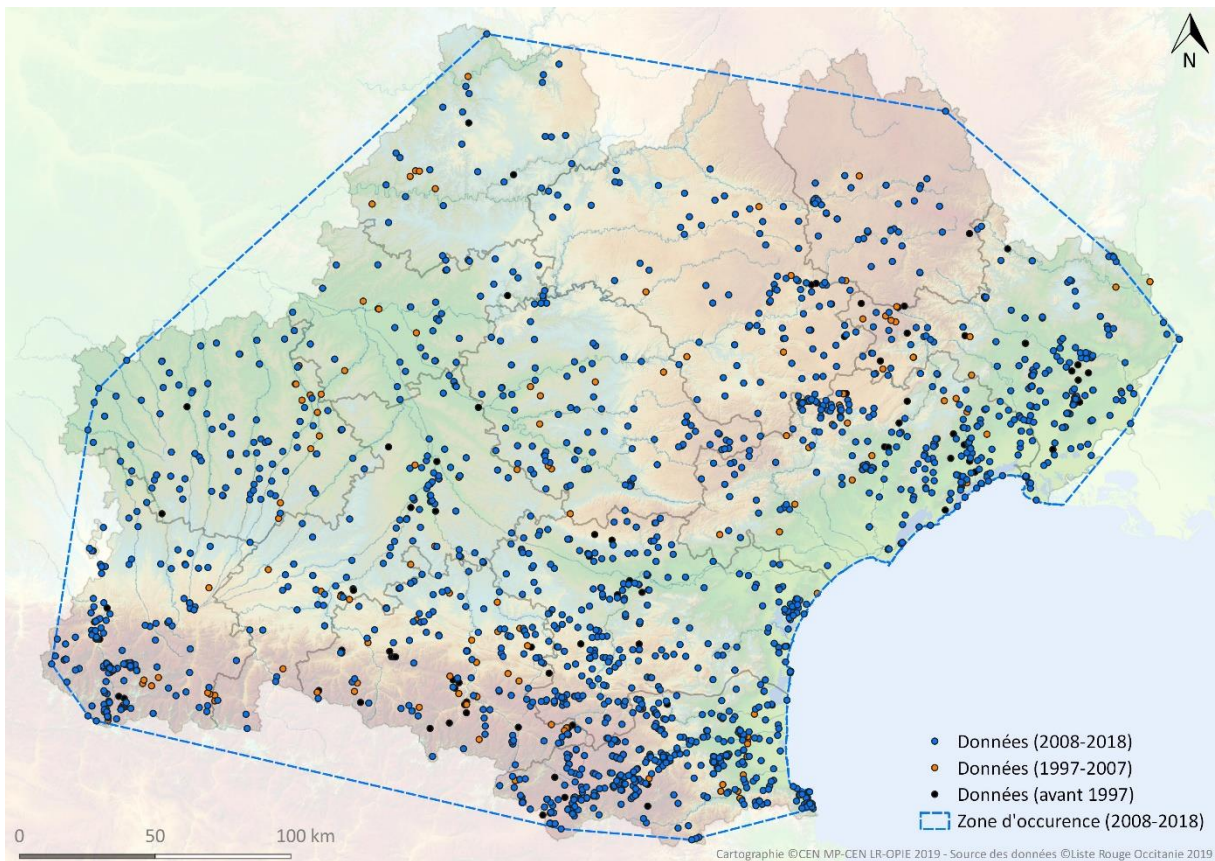 N
Données (2008-2018)
Données (1997-2007)
Données (avant 1997)
Zone d'occurence (2008-2018)
0 50 100 km
Cartographie ©CEN MP-CEN LR-OPIE 2019 - Source des données ©Liste Rouge Occitanie 2019